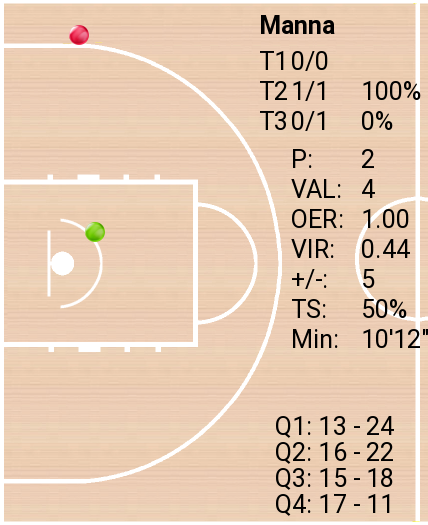 Manna
T1 0/0
T2 1/1 100%
T3 0/1 0%
P: 2
VAL: 4
OER: 1.00
VIR: 0.44
+/-: 5
TS: 50%
Min: 10'12"
Q1: 13 - 24
Q2: 16 - 22
Q3: 15 - 18
Q4: 17 - 11